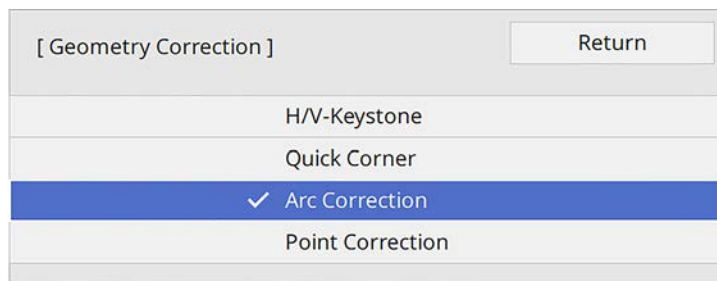 [ Geometry Correction ]
Return
H/V-Keystone
Quick Corner
Arc Correction
Point Correction